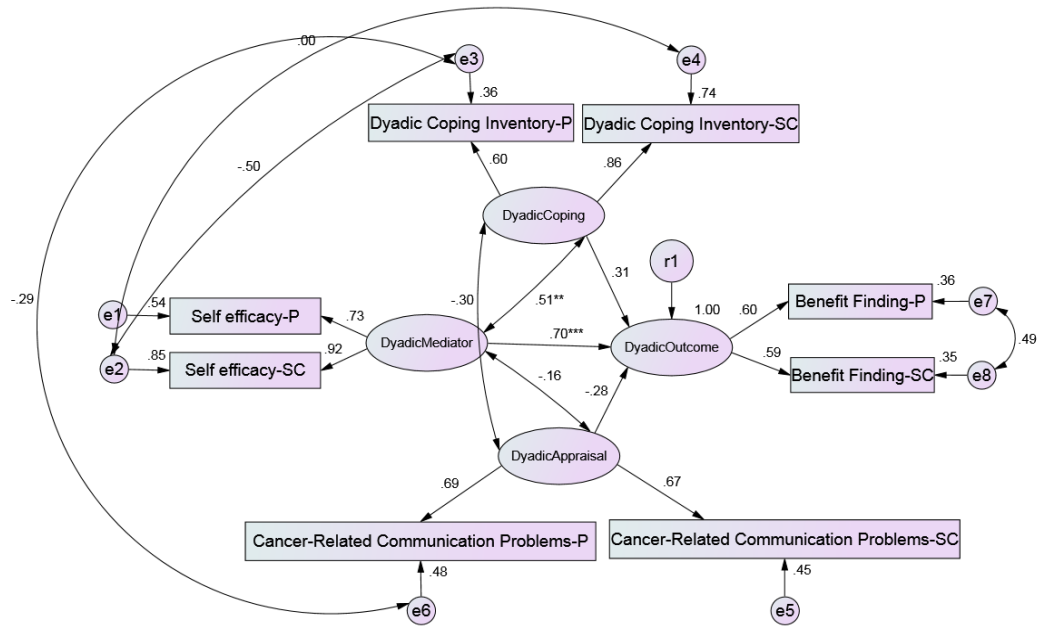 .00
e3
e4
.36
.74
Dyadic Coping Inventory-P
Dyadic Coping Inventory-SC
-.50
.60
.86
DyadicCoping
r1
-.29
-.30
.51**
.31
1.00
.60
Benefit Finding-P
.36
e7
e1
.54
Self efficacy-P
.73
.70***
DyadicMediator
DyadicOutcome
.49
e2
.85
Self efficacy-SC
.92
-.16
-.28
.59
Benefit Finding-SC
.35
e8
DyadicAppraisal
.69
.67
Cancer-Related Communication Problems-P
Cancer-Related Communication Problems-SC
.48
.45
e6
e5